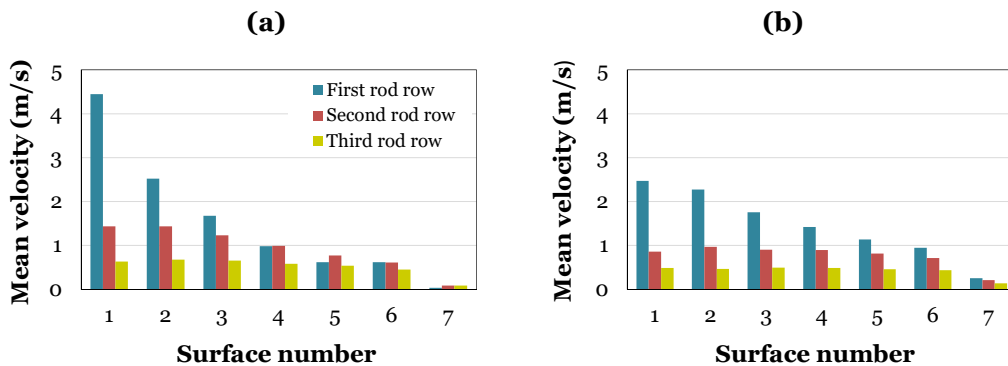 (a)
Mean velocity (m/s)
5
4
3
2
1
0
First rod row
Second rod row
Third rod row
1 2 3 4 5 6 7
Surface number
(b)
Mean velocity (m/s)
5
4
3
2
1
0
1 2 3 4 5 6 7
Surface number